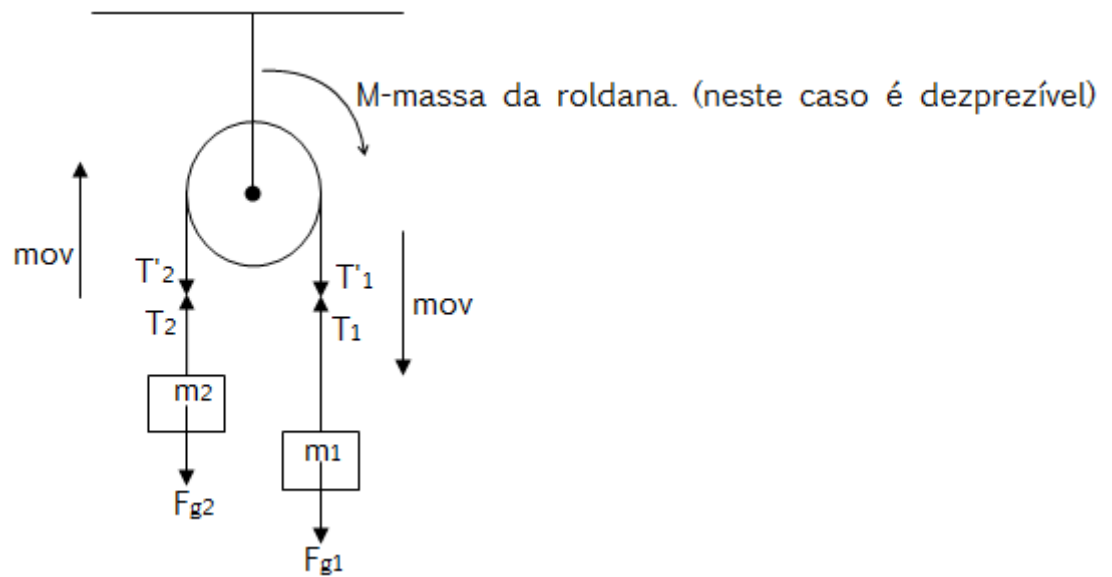 M-massa da roldana. (neste caso é dezprezível)
mov
T'2
T'1
mov
T2
T1
m2
m1
Fg2
Fg1